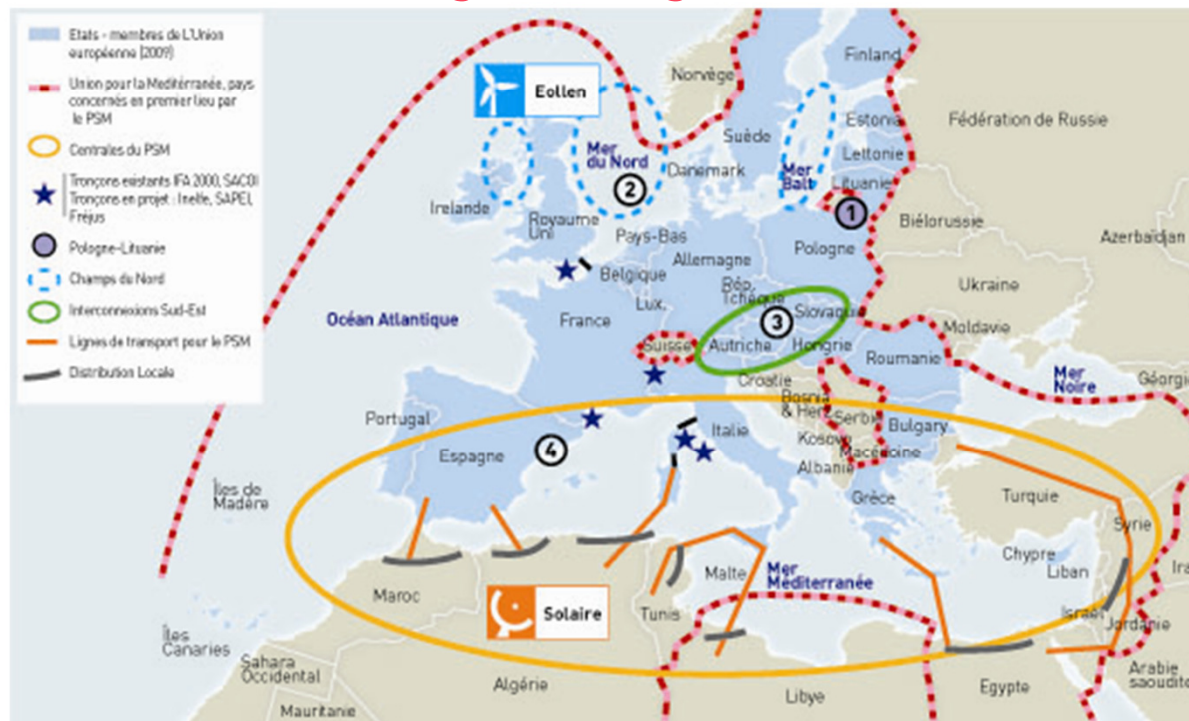 Etats - membres de L'Union
européenne (2009)
Union pour la Mediterranée, pays
concernés en premier lieu par
le PSM
Centrales du PSM
Tronçons existants IFA 2000, SACOI
Tronçons en projet : Inelfe, SAPEI,
Fréjus
Pologne-Lituanie
Champs du Nord
Interconnexions Sud-Est
Lignes de transport pour le PSM
Distribution Locale
Eollen
Norvège
Finland
Suède
Estonia
Lettonie
Lituanie
Fédération de Russie
Mer
du Nord
2
Danemark
Mer
Balt
1
Irlande
Royaume
Uni
Pays-Bas
Pologne
Biélorussie
Azerbaïdjan
Belgique
Allemagne
Lux.
Rép.
Tchèque
Ukraine
Océan Atlantique
France
3
Slovaquie
Moldavie
Suisse
Autriche
Hongrie
Roumanie
Croatie
Mer
Noire
Géorgi
Bosnia
& Her
Serbie
Portugal
Espagne
4
Italie
Kosovo
Bulgary
Macédoine
Albanie
Îles de
Madère
Grèce
Turquie
Syrie
Chypre
Liban
Ira
Maroc
Solaire
Tunis
Malte
Mer
Méditerranée
Israël
Jordanie
Îles
Canaries
Sahara
Occidental
Mauritanie
Algérie
Libye
Egypte
Arabie
saoudite